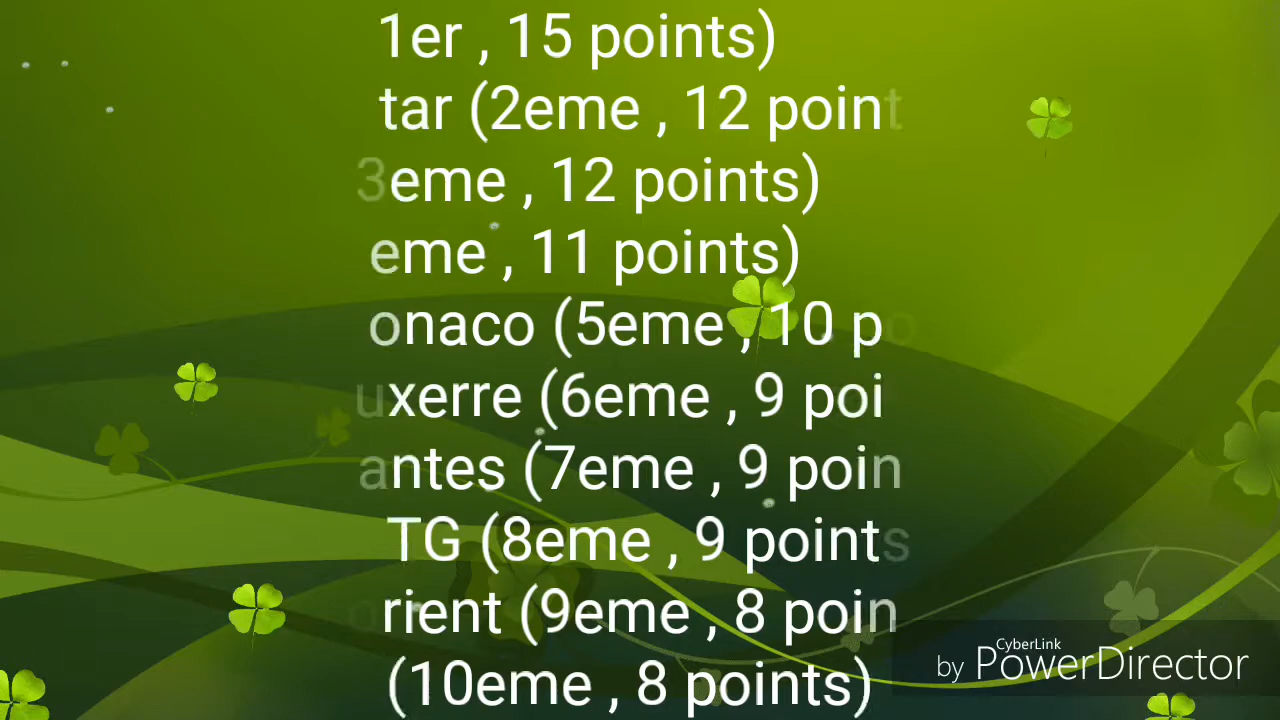 1er , 15 points)
tar (2eme , 12 point
3eme , 12 points)
eme , 11 points)
onaco (5eme , 10 po
uxerre (6eme , 9 poi
antes (7eme , 9 poin
TG (8eme , 9 points
rient (9eme , 8 poin
(10eme , 8 points)
by CyberLink PowerDirector